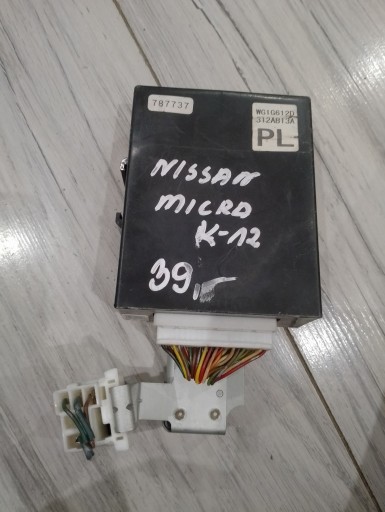 787737
WG1G612D
312AB13A
PL
NISSAN
MICRA
K-12
39,-